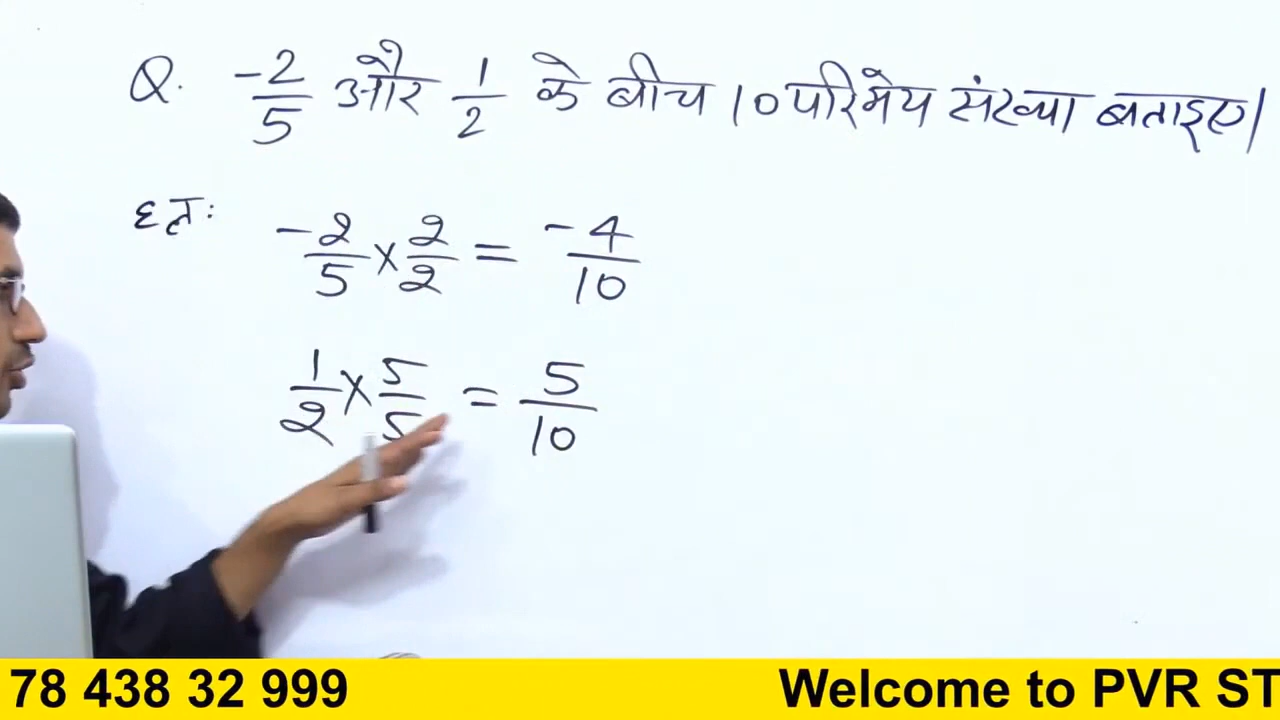 Q. -2/5 और 1/2 के बीच 10 परिमेय संख्या बताइए।
हल:
-2/5 × 2/2 = -4/10
1/2 × 5/5 = 5/10
78 438 32 999 Welcome to PVR ST